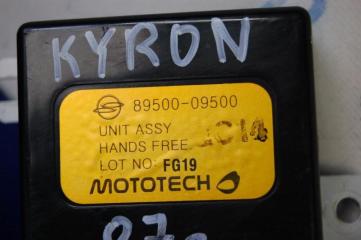 KYRON
89500-09500
UNIT ASSY
HANDS FREE
LOT NO: FG19
MOTOTECH